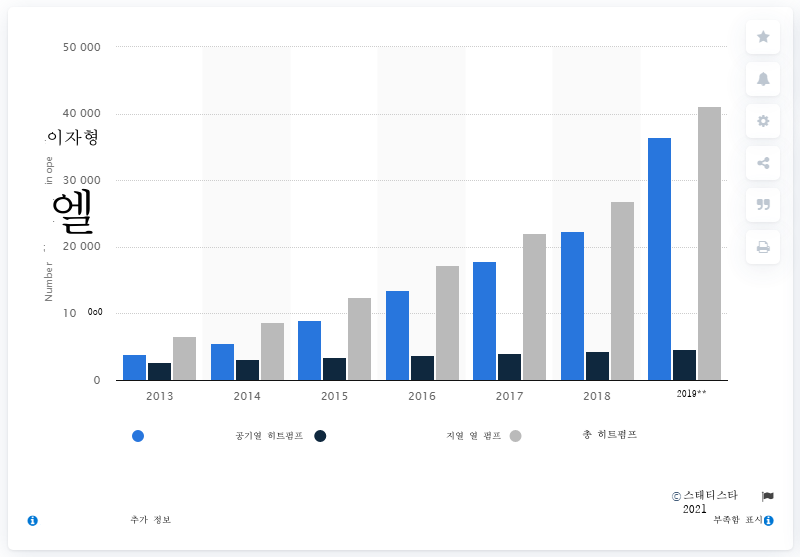 50 000
40 000
이자형
in ope
30 000
엘
20 000
Number
10 000
0
2013 2014 2015 2016 2017 2018 2019**
공기열 히트펌프 지열 열 펌프 총 히트펌프
© 스태티스타
2021
추가 정보 부족함 표시